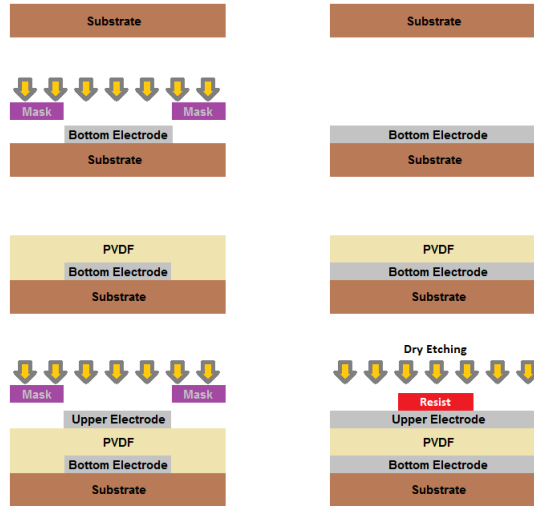 Substrate
Substrate
Mask
Mask
Bottom Electrode
Substrate
Bottom Electrode
Substrate
PVDF
Bottom Electrode
Substrate
PVDF
Bottom Electrode
Substrate
Mask
Mask
Upper Electrode
PVDF
Bottom Electrode
Substrate
Dry Etching
Resist
Upper Electrode
PVDF
Bottom Electrode
Substrate